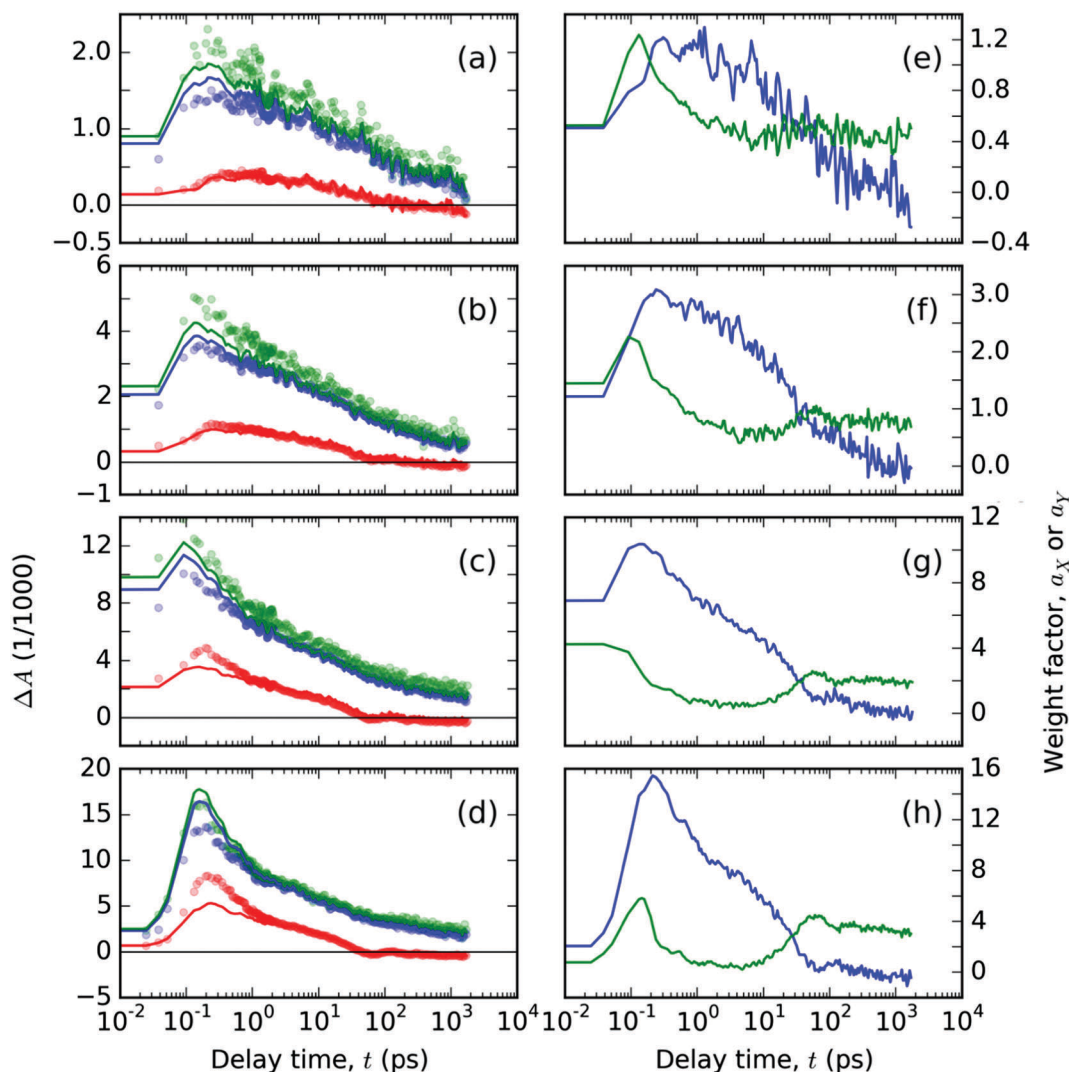 (a)
2.0
1.0
0.0
−0.5
(e)
1.2
0.8
0.4
0.0
−0.4
(b)
6
4
2
0
−1
(f)
3.0
2.0
1.0
0.0
(c)
12
8
4
0
(g)
12
8
4
0
(d)
20
15
10
5
0
−5
(h)
16
12
8
4
0
ΔA (1/1000)
Weight factor, a_X or a_Y
10^−2 10^−1 10^0 10^1 10^2 10^3 10^4
10^−2 10^−1 10^0 10^1 10^2 10^3 10^4
Delay time, t (ps)
Delay time, t (ps)